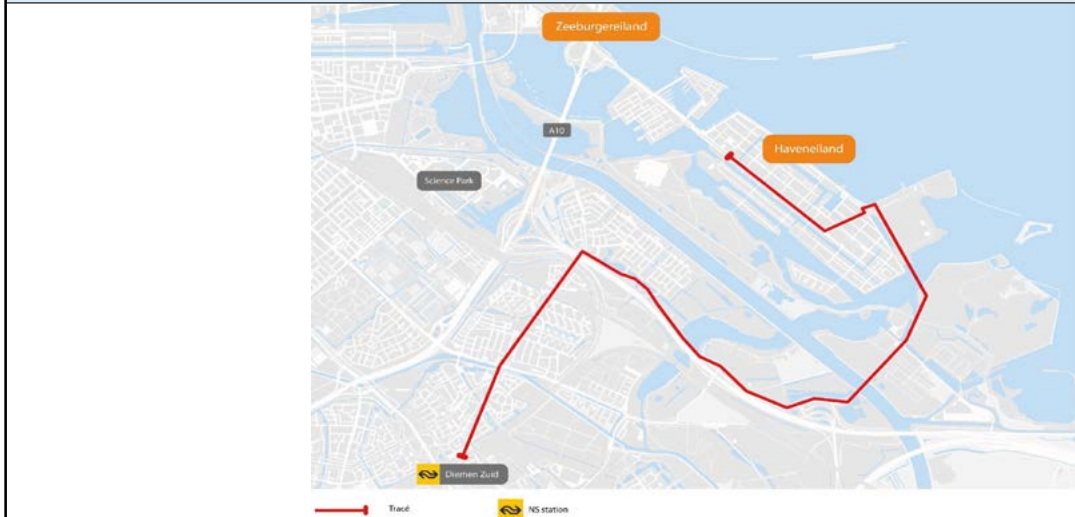 Zeeburgereiland
A10
Haveneiland
Science Park
Diemen Zuid
Tracé
NS station